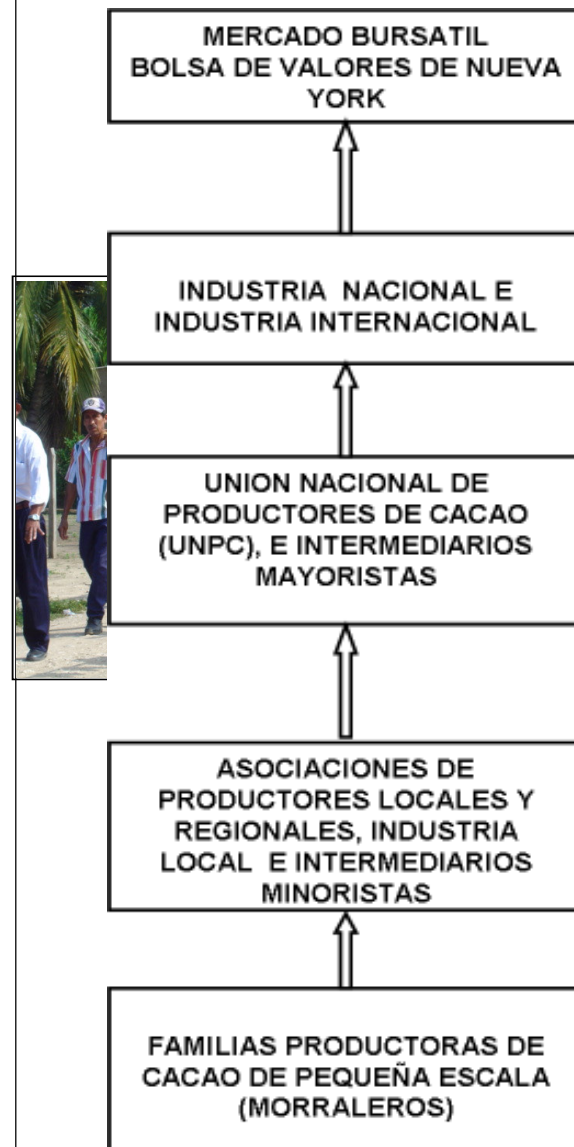 MERCADO BURSATIL
BOLSA DE VALORES DE NUEVA
YORK
INDUSTRIA NACIONAL E
INDUSTRIA INTERNACIONAL
UNION NACIONAL DE
PRODUCTORES DE CACAO
(UNPC), E INTERMEDIARIOS
MAYORISTAS
ASOCIACIONES DE
PRODUCTORES LOCALES Y
REGIONALES, INDUSTRIA
LOCAL E INTERMEDIARIOS
MINORISTAS
FAMILIAS PRODUCTORAS DE
CACAO DE PEQUEÑA ESCALA
(MORRALEROS)